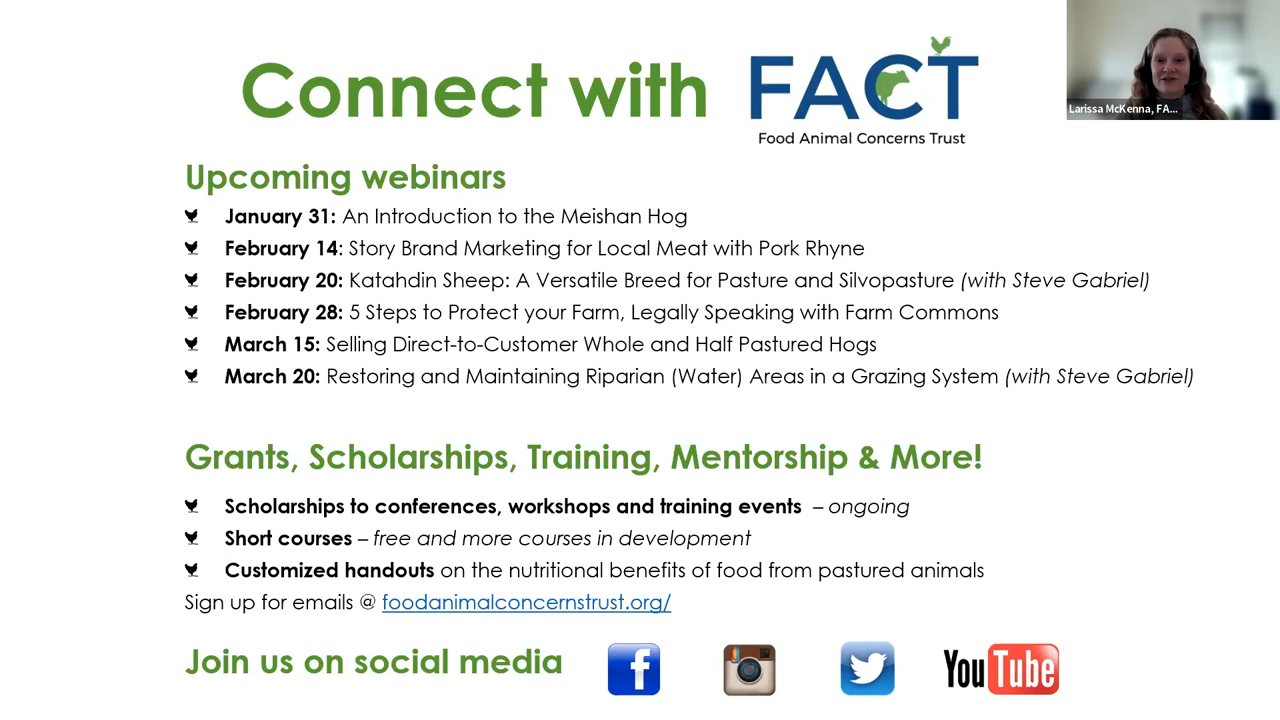 Connect with FACT
Food Animal Concerns Trust
Larissa McKenna, FA...
Upcoming webinars
January 31: An Introduction to the Meishan Hog
February 14: Story Brand Marketing for Local Meat with Pork Rhyne
February 20: Katahdin Sheep: A Versatile Breed for Pasture and Silvopasture (with Steve Gabriel)
February 28: 5 Steps to Protect your Farm, Legally Speaking with Farm Commons
March 15: Selling Direct-to-Customer Whole and Half Pastured Hogs
March 20: Restoring and Maintaining Riparian (Water) Areas in a Grazing System (with Steve Gabriel)
Grants, Scholarships, Training, Mentorship & More!
Scholarships to conferences, workshops and training events – ongoing
Short courses – free and more courses in development
Customized handouts on the nutritional benefits of food from pastured animals
Sign up for emails @ foodanimalconcernstrust.org/
Join us on social media
YouTube